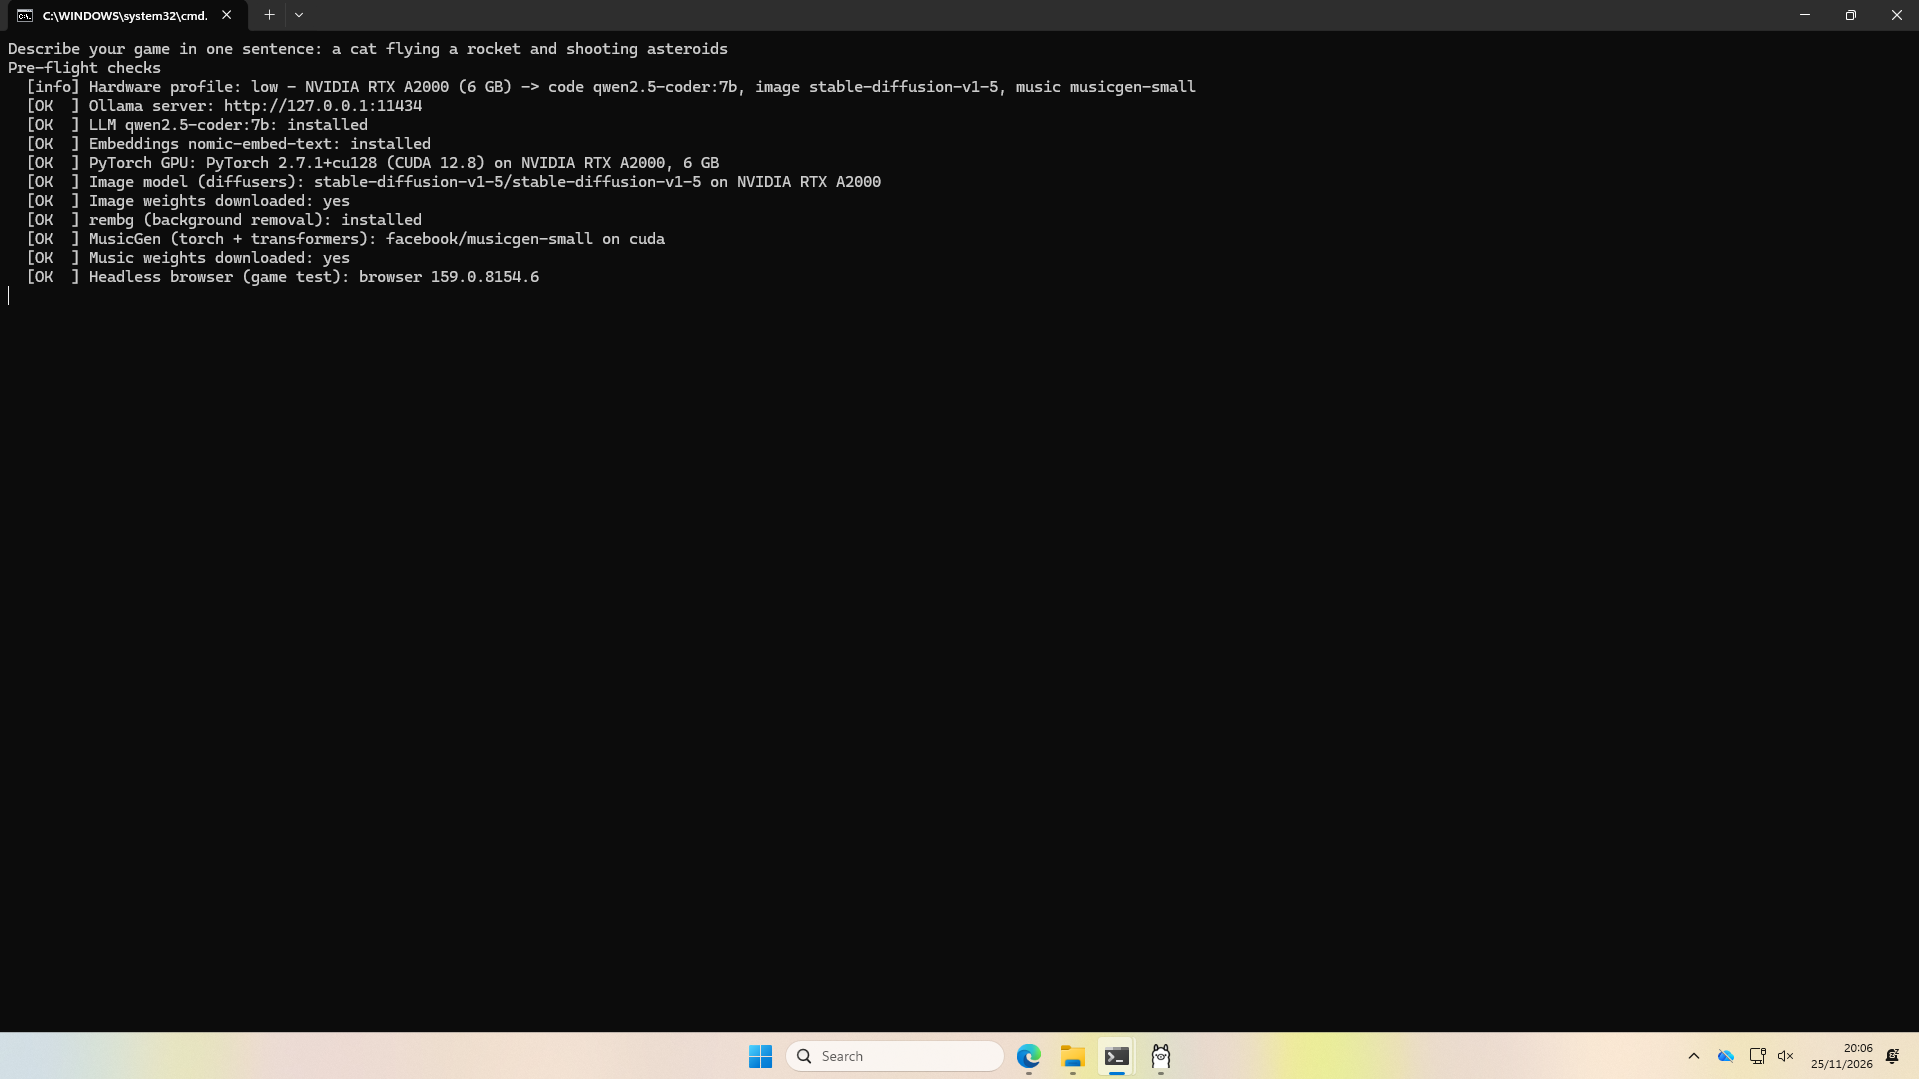 C:\WINDOWS\system32\cmd.
Describe your game in one sentence: a cat flying a rocket and shooting asteroids
Pre-flight checks
[info] Hardware profile: low - NVIDIA RTX A2000 (6 GB) -> code qwen2.5-coder:7b, image stable-diffusion-v1-5, music musicgen-small
[OK  ] Ollama server: http://127.0.0.1:11434
[OK  ] LLM qwen2.5-coder:7b: installed
[OK  ] Embeddings nomic-embed-text: installed
[OK  ] PyTorch GPU: PyTorch 2.7.1+cu128 (CUDA 12.8) on NVIDIA RTX A2000, 6 GB
[OK  ] Image model (diffusers): stable-diffusion-v1-5/stable-diffusion-v1-5 on NVIDIA RTX A2000
[OK  ] Image weights downloaded: yes
[OK  ] rembg (background removal): installed
[OK  ] MusicGen (torch + transformers): facebook/musicgen-small on cuda
[OK  ] Music weights downloaded: yes
[OK  ] Headless browser (game test): browser 159.0.8154.6
Search
20:06
25/11/2026